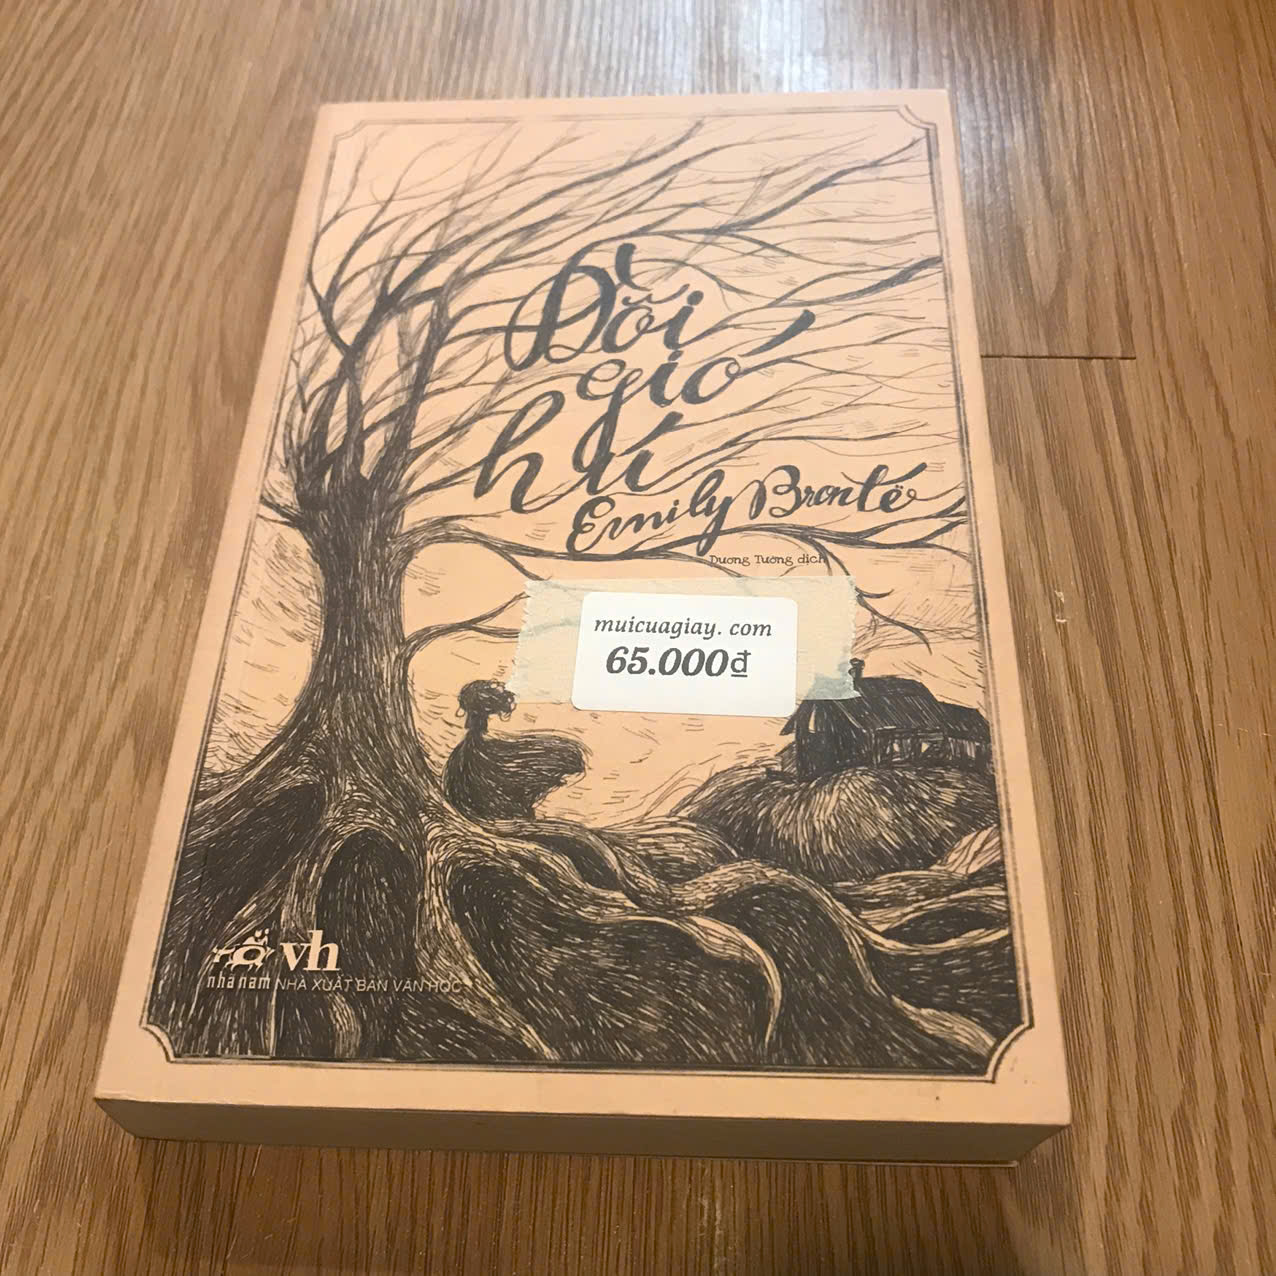 Đồi
gió
hú
Emily Brontë
Dương Tường dịch
muicuagiay. com
65.000đ
nhã nam
vh
NHÀ XUẤT BẢN VĂN HỌC